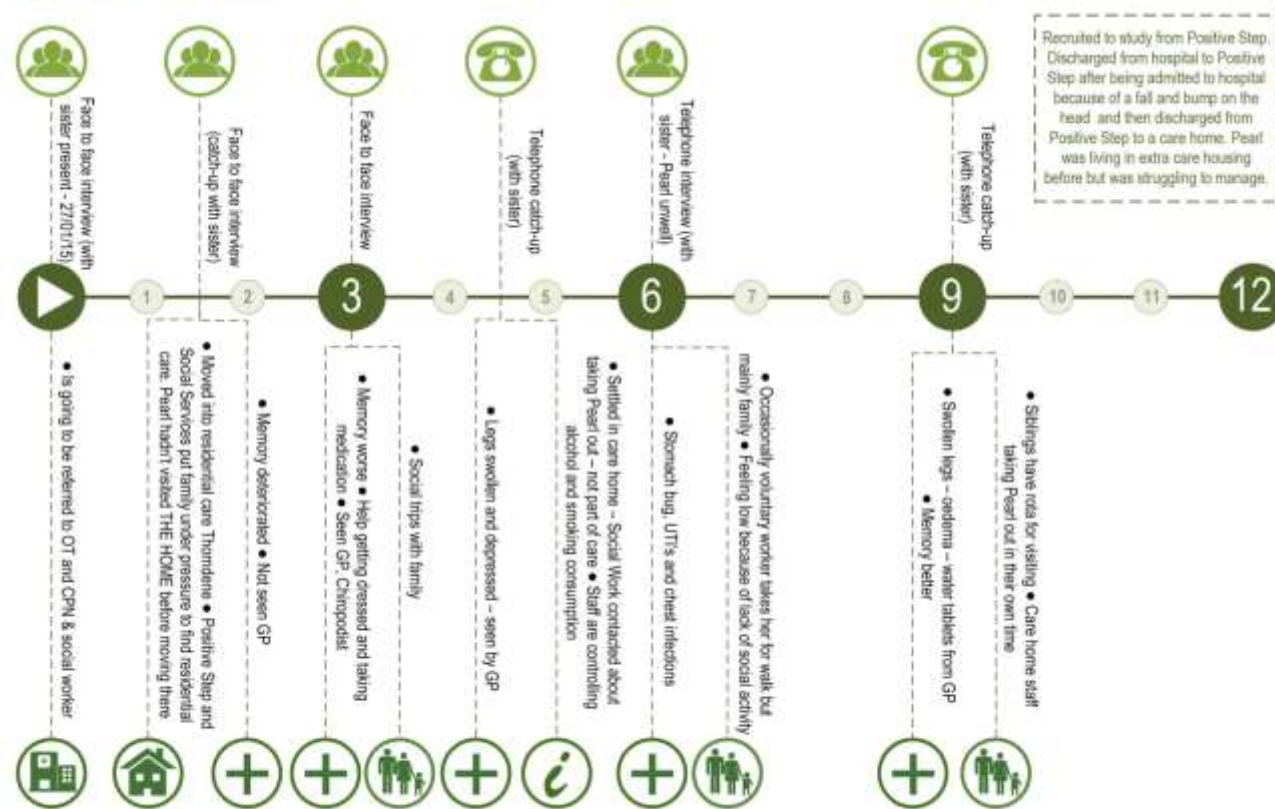 Recruited to study from Positive Step.
Discharged from hospital to Positive
Step after being admitted to hospital
because of a fall and bump on the
head and then discharged from
Positive Step to a care home. Pearl
was living in extra care housing
before but was struggling to manage.
Face to face interview (with
sister present - 27/01/15)
Face to face interview
(catch-up with sister)
Face to face interview
Telephone catch-up
(with sister)
Telephone interview (with
sister - Pearl unwell)
Telephone catch-up
(with sister)
1
2
3
4
5
6
7
8
9
10
11
12
● Is going to be referred to OT and CPN & social worker
● Moved into residential care Thorndene ● Positive Step and
Social Services put family under pressure to find residential
care. Pearl hadn't visited THE HOME before moving there
● Memory deteriorated ● Not seen GP
● Memory worse ● Help getting dressed and taking
medication ● Seen GP, Chiropodist
● Social trips with family
● Legs swollen and depressed – seen by GP
● Settled in care home – Social Work contacted about
taking Pearl out – not part of care ● Staff are controlling
alcohol and smoking consumption
● Stomach bug, UTI's and chest infections
● Occasionally voluntary worker takes her for walk but
mainly family ● Feeling low because of lack of social activity
● Swollen legs – oedema – water tablets from GP
● Memory better
● Siblings have rota for visiting ● Care home staff
taking Pearl out in their own time